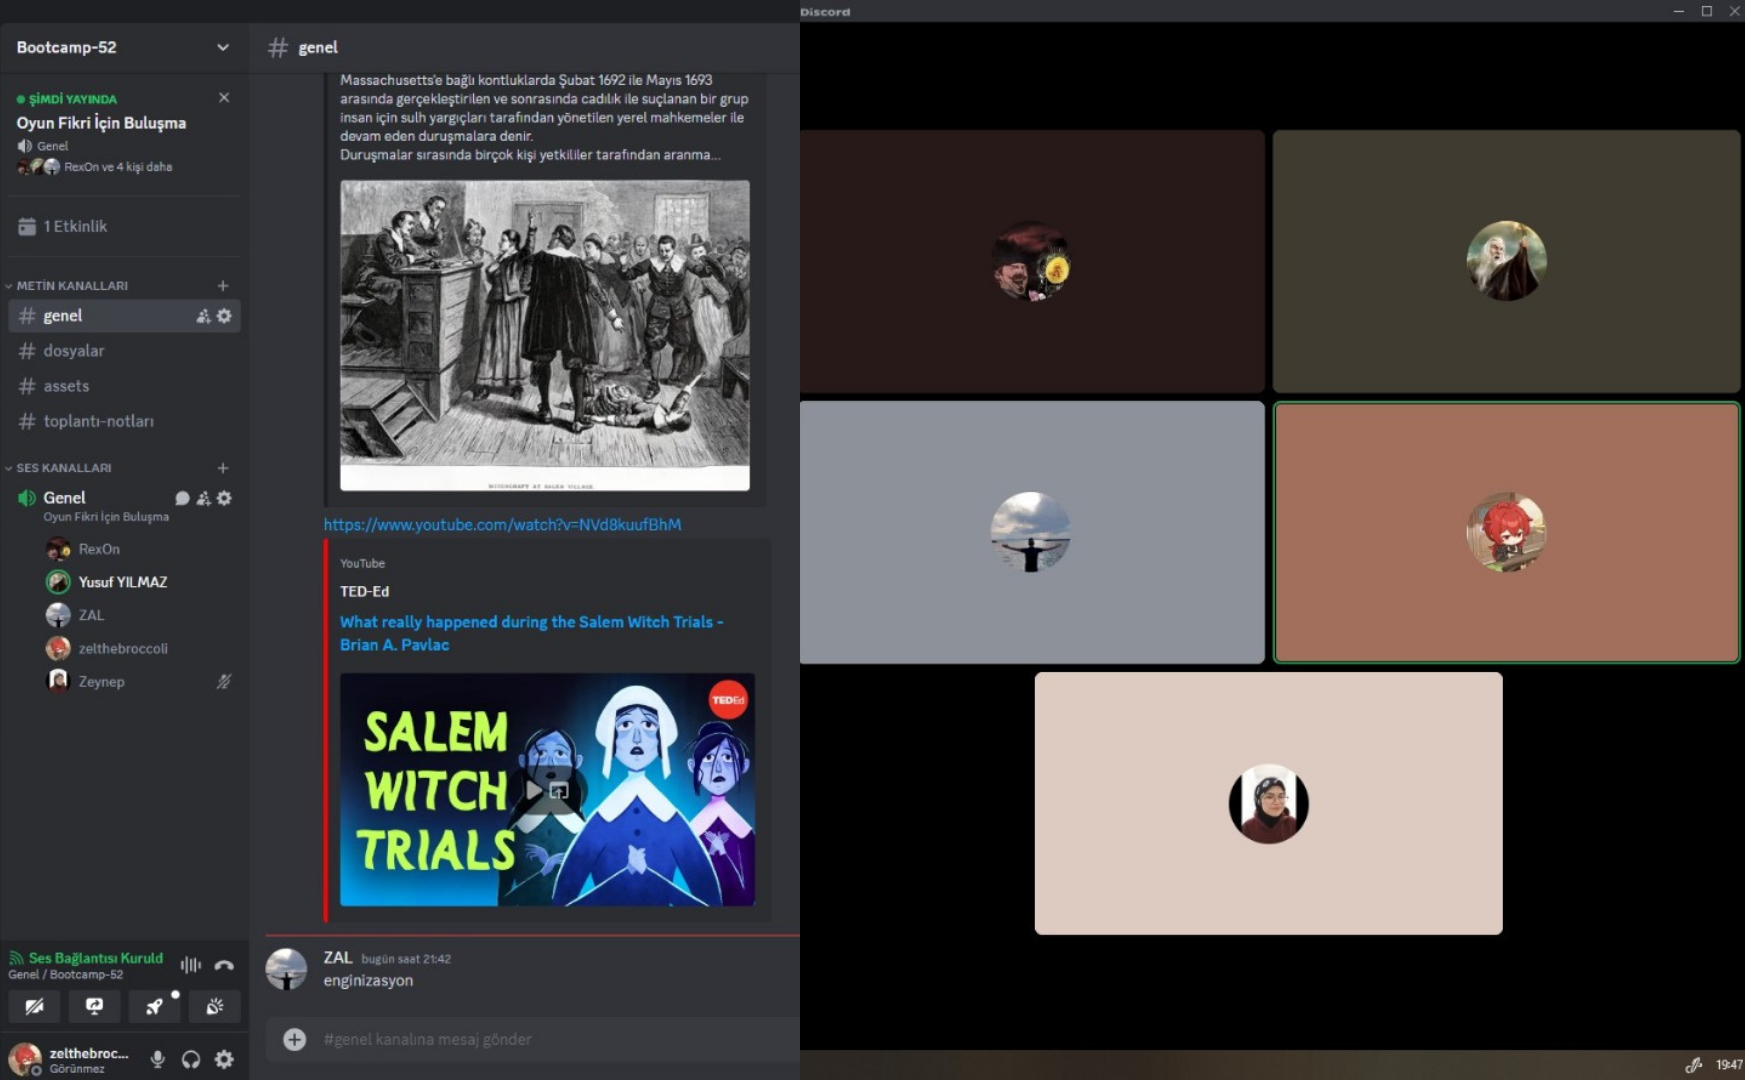 Bootcamp-52
ŞİMDİ YAYINDA
Oyun Fikri İçin Buluşma
Genel
RexOn ve 4 kişi daha
1 Etkinlik
METİN KANALLARI
# genel
# dosyalar
# assets
# toplantı-notları
SES KANALLARI
Genel
Oyun Fikri İçin Buluşma
RexOn
Yusuf YILMAZ
ZAL
zelthebroccoli
Zeynep
Ses Bağlantısı Kuruld
Genel / Bootcamp-52
zelthebroc...
Görünmez
# genel
Massachusetts'e bağlı kontluklarda Şubat 1692 ile Mayıs 1693
arasında gerçekleştirilen ve sonrasında cadılık ile suçlanan bir grup
insan için sulh yargıçları tarafından yönetilen yerel mahkemeler ile
devam eden duruşmalara denir.
Duruşmalar sırasında birçok kişi yetkililer tarafından aranma...
WITCHCRAFT AT SALEM VILLAGE.
https://www.youtube.com/watch?v=NVd8kuufBhM
YouTube
TED-Ed
What really happened during the Salem Witch Trials -
Brian A. Pavlac
TEDEd
SALEM
WITCH
TRIALS
ZAL bugün saat 21:42
enginizasyon
#genel kanalına mesaj gönder
Discord
19:47